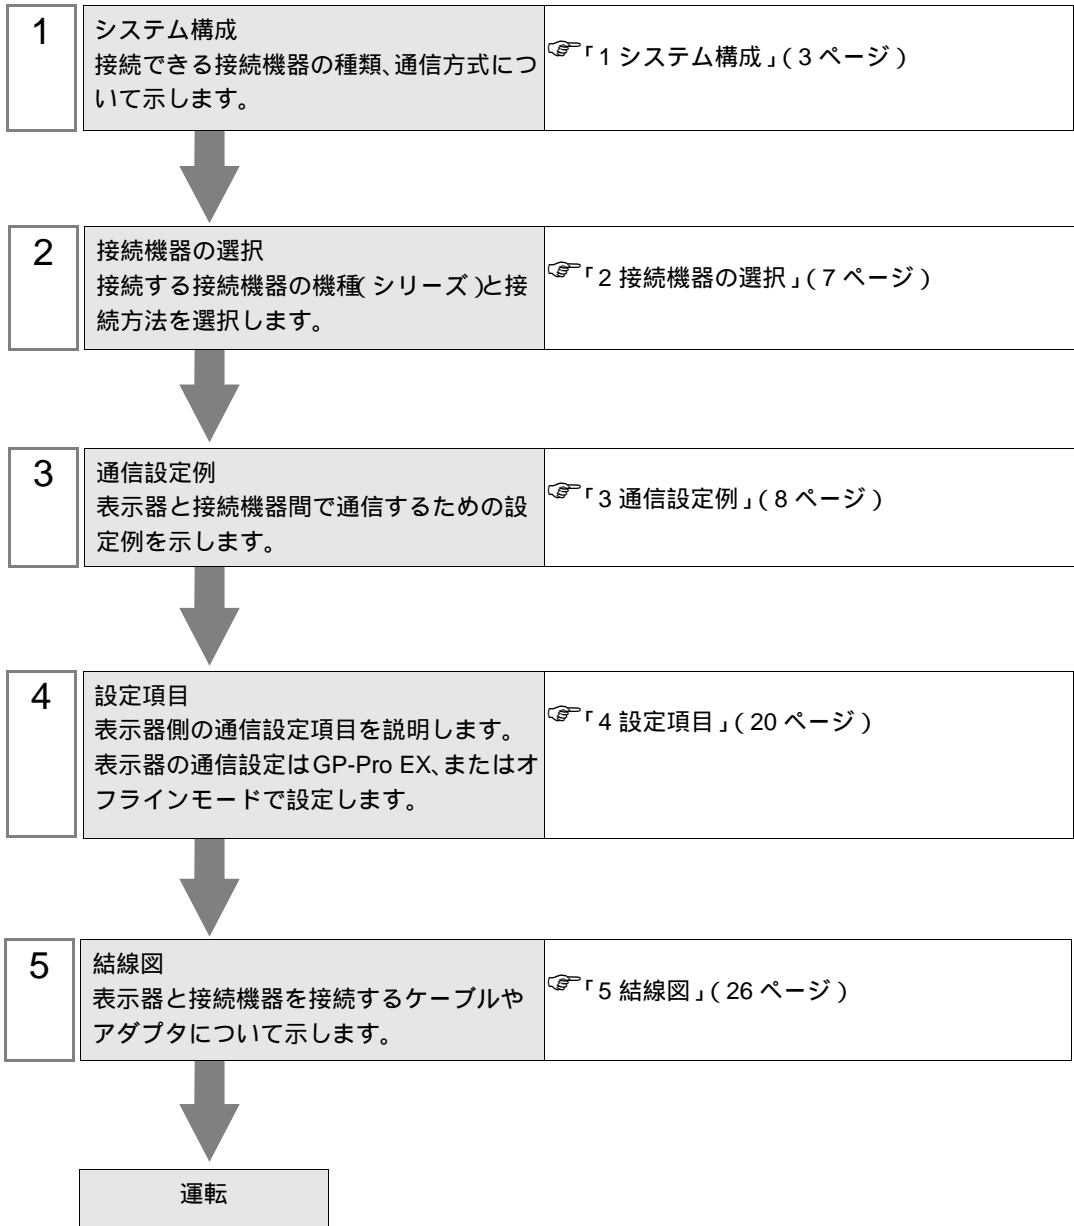 1
システム構成
接続できる接続機器の種類、通信方式につ
いて示します。
☞「1 システム構成」(3 ページ)
2
接続機器の選択
接続する接続機器の機種(シリーズ)と接
続方法を選択します。
☞「2 接続機器の選択」(7 ページ)
3
通信設定例
表示器と接続機器間で通信するための設
定例を示します。
☞「3 通信設定例」(8 ページ)
4
設定項目
表示器側の通信設定項目を説明します。
表示器の通信設定はGP-Pro EX、またはオ
フラインモードで設定します。
☞「4 設定項目」(20 ページ)
5
結線図
表示器と接続機器を接続するケーブルや
アダプタについて示します。
☞「5 結線図」(26 ページ)
運転